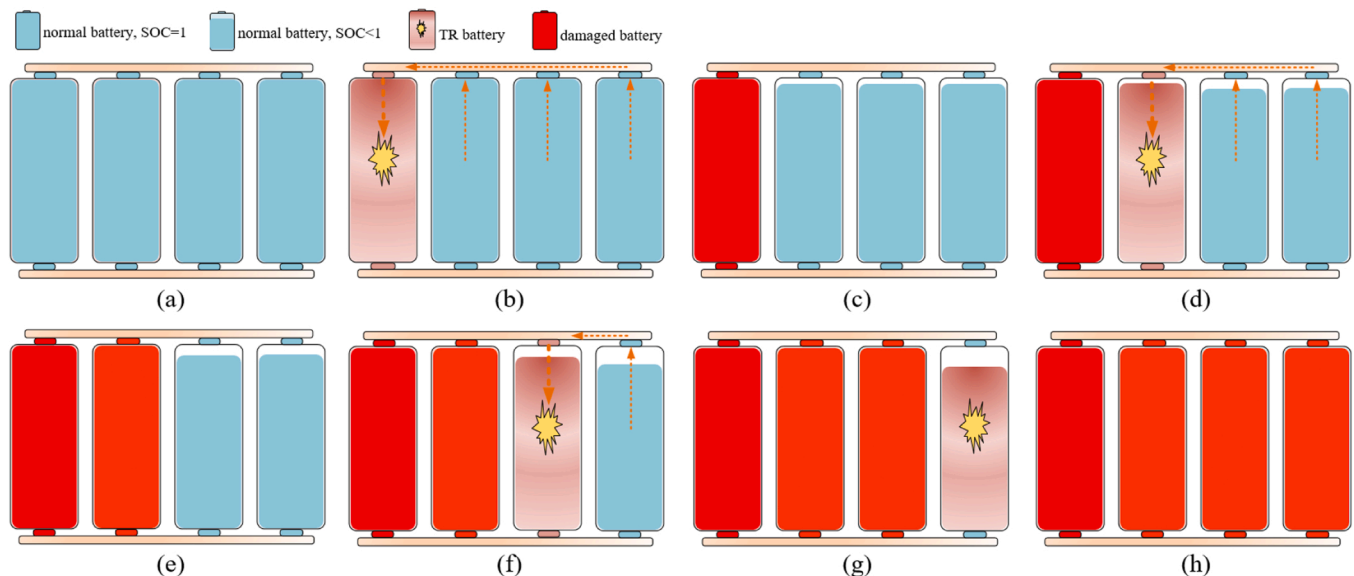 normal battery, SOC=1 normal battery, SOC<1 TR battery damaged battery
(a) (b) (c) (d)
(e) (f) (g) (h)